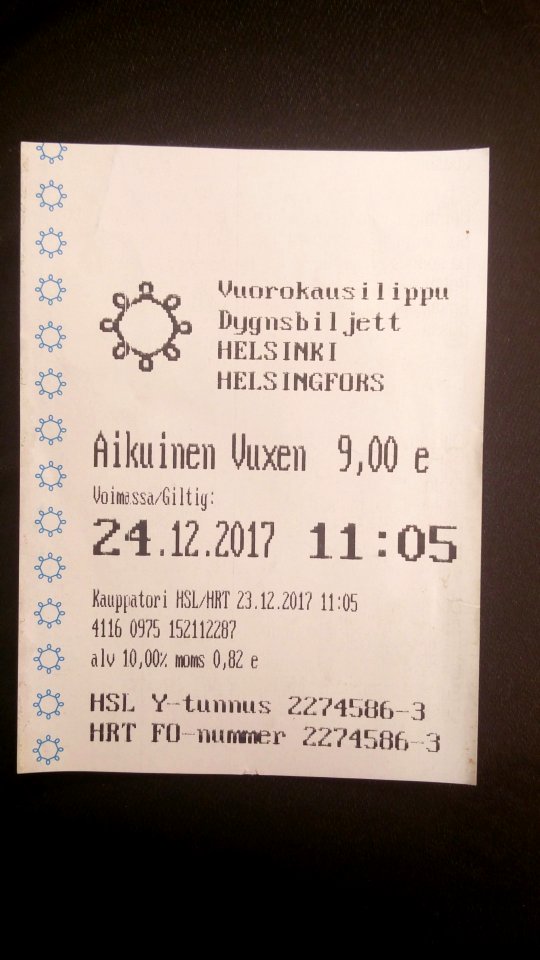 Vuorokausilippu
Dygnsbiljett
HELSINKI
HELSINGFORS
Aikuinen Vuxen 9,00 e
Voimassa/Giltig:
24.12.2017 11:05
Kauppatori HSL/HRT 23.12.2017 11:05
4116 0975 152112287
alv 10,00% moms 0,82 e
HSL Y-tunnus 2274586-3
HRT FO-nummer 2274586-3